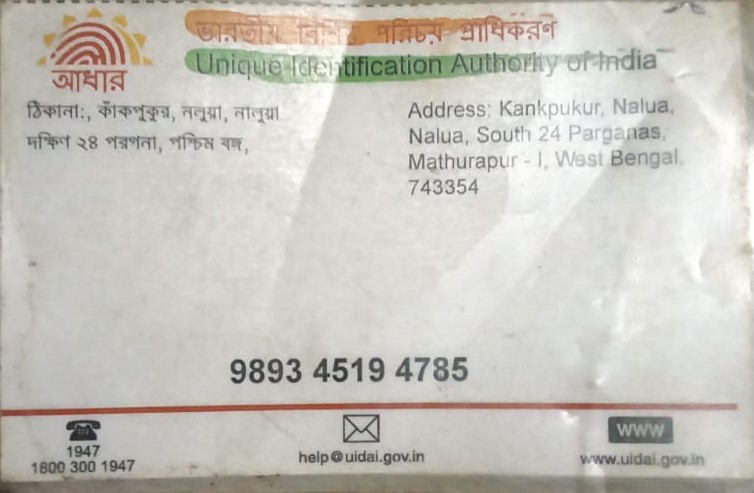 ভারতীয় বিশিষ্ট পরিচয় প্রাধিকরণ
Unique Identification Authority of India
আধার
ঠিকানা:, কাঁকপুকুর, নলুয়া, নালুয়া
দক্ষিণ ২৪ পরগনা, পশ্চিম বঙ্গ,
Address: Kankpukur, Nalua,
Nalua, South 24 Parganas,
Mathurapur - I, West Bengal,
743354
9893 4519 4785
1947
1800 300 1947
help@uidai.gov.in
WWW
www.uidai.gov.in